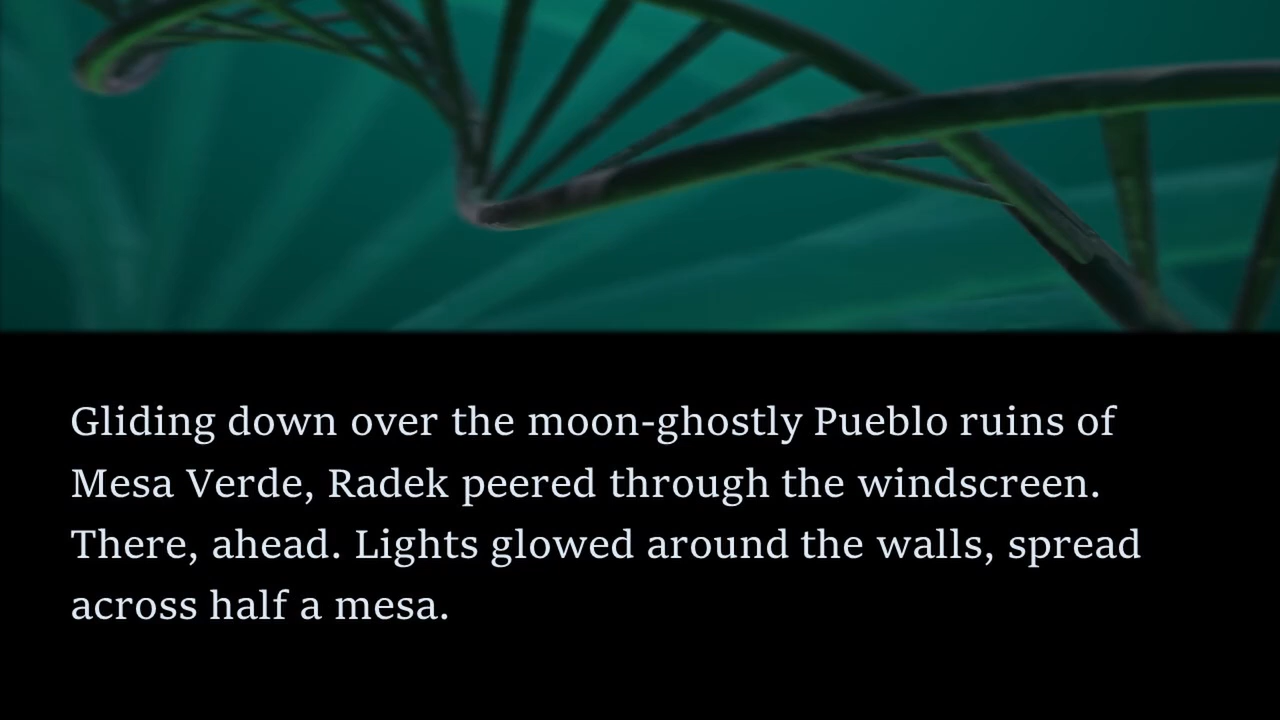 Gliding down over the moon-ghostly Pueblo ruins of
Mesa Verde, Radek peered through the windscreen.
There, ahead. Lights glowed around the walls, spread
across half a mesa.